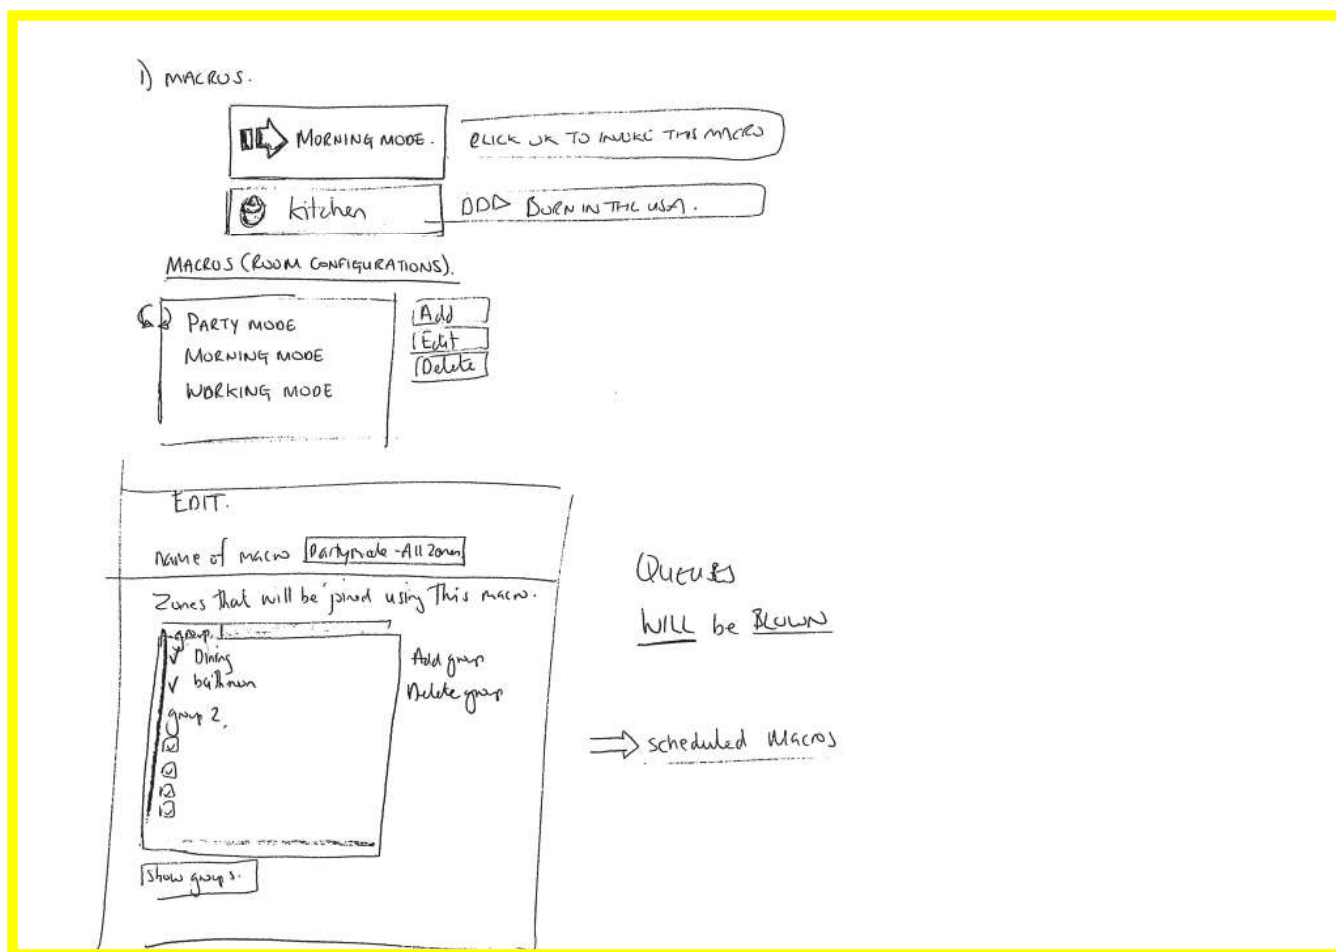 1) MACROS.
MORNING MODE.
CLICK OK TO INVOKE THIS MACRO
kitchen
BORN IN THE USA.
MACROS (ROOM CONFIGURATIONS).
PARTY MODE
MORNING MODE
WORKING MODE
Add
Edit
Delete
EDIT.
Name of macro Partymode - All Zones
Zones that will be joined using This macro.
group 1
Dining
bathroom
group 2.
Add group
Delete group
Show groups.
QUEUES
WILL be BLOWN
scheduled Macros